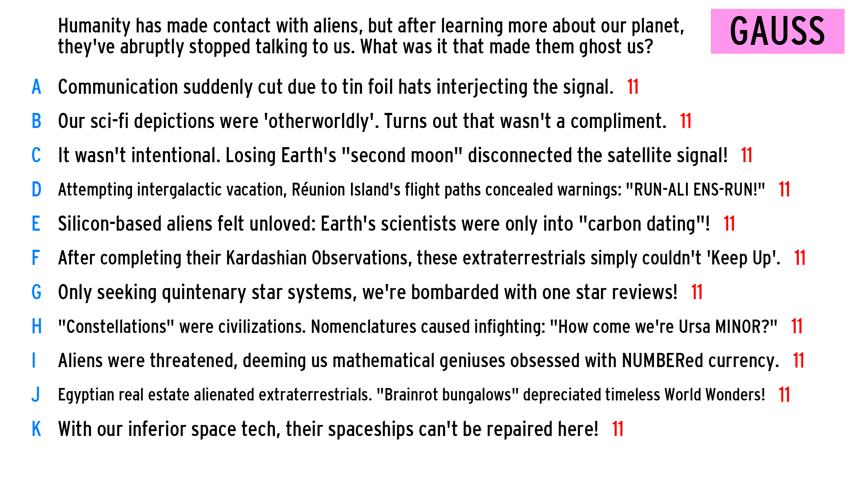 Humanity has made contact with aliens, but after learning more about our planet,
they've abruptly stopped talking to us. What was it that made them ghost us?
GAUSS
A Communication suddenly cut due to tin foil hats interjecting the signal. 11
B Our sci-fi depictions were 'otherworldly'. Turns out that wasn't a compliment. 11
C It wasn't intentional. Losing Earth's "second moon" disconnected the satellite signal! 11
D Attempting intergalactic vacation, Réunion Island's flight paths concealed warnings: "RUN-ALI ENS-RUN!" 11
E Silicon-based aliens felt unloved: Earth's scientists were only into "carbon dating"! 11
F After completing their Kardashian Observations, these extraterrestrials simply couldn't 'Keep Up'. 11
G Only seeking quintenary star systems, we're bombarded with one star reviews! 11
H "Constellations" were civilizations. Nomenclatures caused infighting: "How come we're Ursa MINOR?" 11
I Aliens were threatened, deeming us mathematical geniuses obsessed with NUMBERed currency. 11
J Egyptian real estate alienated extraterrestrials. "Brainrot bungalows" depreciated timeless World Wonders! 11
K With our inferior space tech, their spaceships can't be repaired here! 11